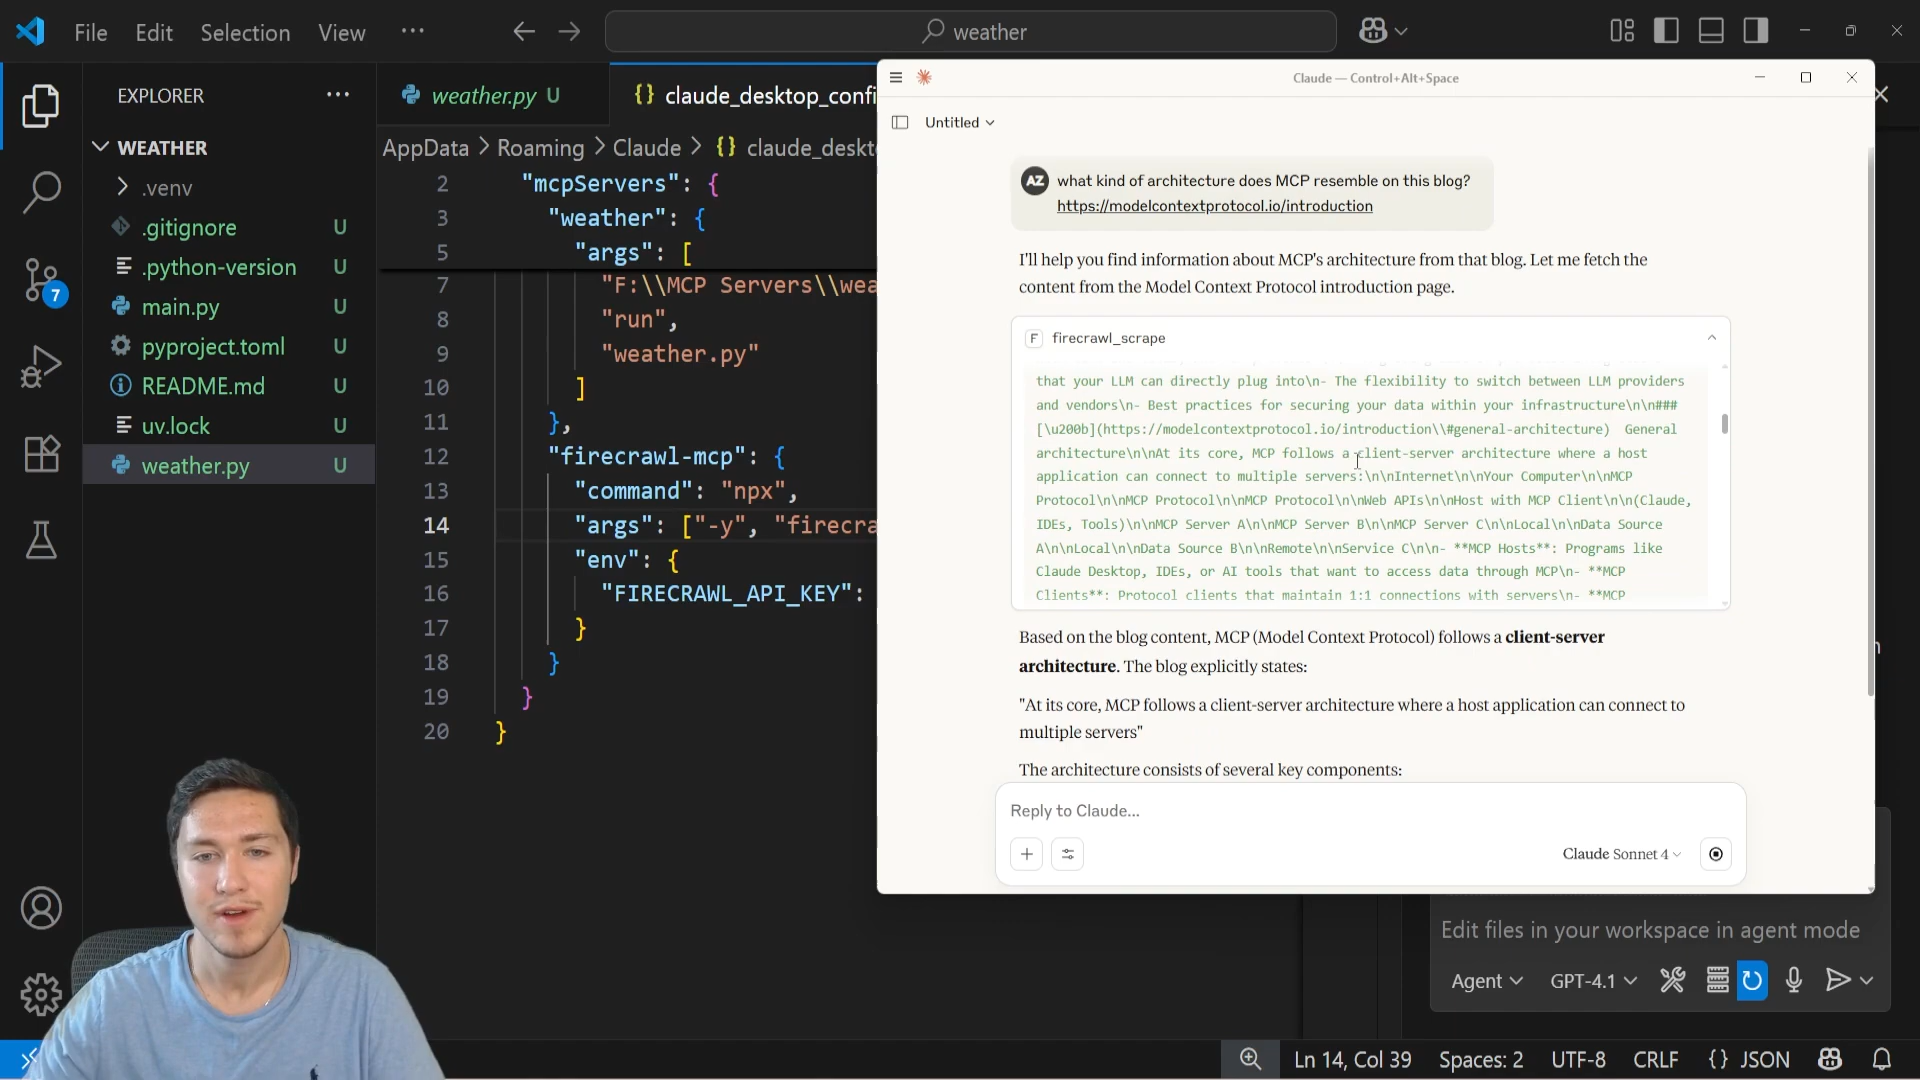 File Edit Selection View ···
weather
EXPLORER ···
WEATHER
.venv
.gitignore U
.python-version U
main.py U
pyproject.toml U
README.md U
uv.lock U
weather.py U
7
weather.py U
{} claude_desktop_confi
AppData > Roaming > Claude > {} claude_deskt
2 "mcpServers": {
3 "weather": {
5 "args": [
7 "F:\\MCP Servers\\wea
8 "run",
9 "weather.py"
10 ]
11 },
12 "firecrawl-mcp": {
13 "command": "npx",
14 "args": ["-y", "firecra
15 "env": {
16 "FIRECRAWL_API_KEY":
17 }
18 }
19 }
20 }
Claude — Control+Alt+Space
Untitled
AZ what kind of architecture does MCP resemble on this blog?
https://modelcontextprotocol.io/introduction
I'll help you find information about MCP's architecture from that blog. Let me fetch the
content from the Model Context Protocol introduction page.
F firecrawl_scrape
that your LLM can directly plug into\n- The flexibility to switch between LLM providers
and vendors\n- Best practices for securing your data within your infrastructure\n\n###
[\u200b](https://modelcontextprotocol.io/introduction\\#general-architecture) General
architecture\n\nAt its core, MCP follows a client-server architecture where a host
application can connect to multiple servers:\n\nInternet\n\nYour Computer\n\nMCP
Protocol\n\nMCP Protocol\n\nMCP Protocol\n\nWeb APIs\n\nHost with MCP Client\n\n(Claude,
IDEs, Tools)\n\nMCP Server A\n\nMCP Server B\n\nMCP Server C\n\nLocal\n\nData Source
A\n\nLocal\n\nData Source B\n\nRemote\n\nService C\n\n- **MCP Hosts**: Programs like
Claude Desktop, IDEs, or AI tools that want to access data through MCP\n- **MCP
Clients**: Protocol clients that maintain 1:1 connections with servers\n- **MCP
Based on the blog content, MCP (Model Context Protocol) follows a client-server
architecture. The blog explicitly states:
"At its core, MCP follows a client-server architecture where a host application can connect to
multiple servers"
The architecture consists of several key components:
Reply to Claude...
Claude Sonnet 4
Edit files in your workspace in agent mode
Agent GPT-4.1
Ln 14, Col 39 Spaces: 2 UTF-8 CRLF {} JSON